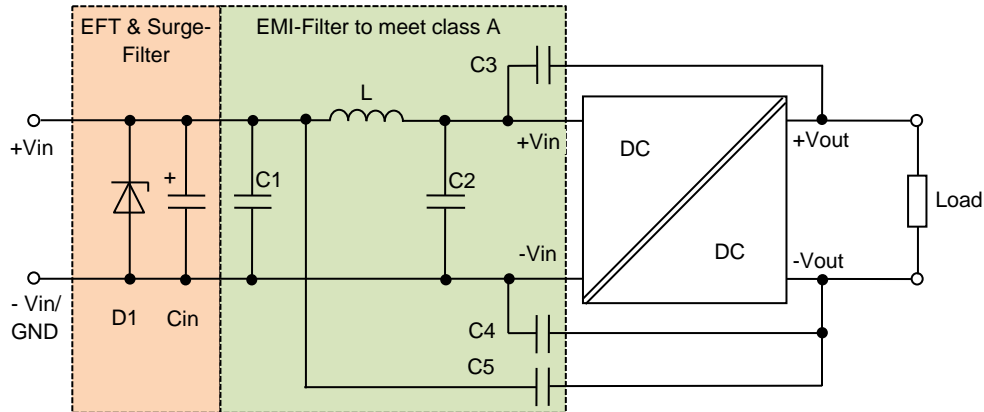 EFT & Surge-
Filter
EMI-Filter to meet class A
C3
L
+Vin
+Vin
DC
+Vout
+
C1
C2
Load
-Vin
DC
-Vout
- Vin/
GND
D1
Cin
C4
C5